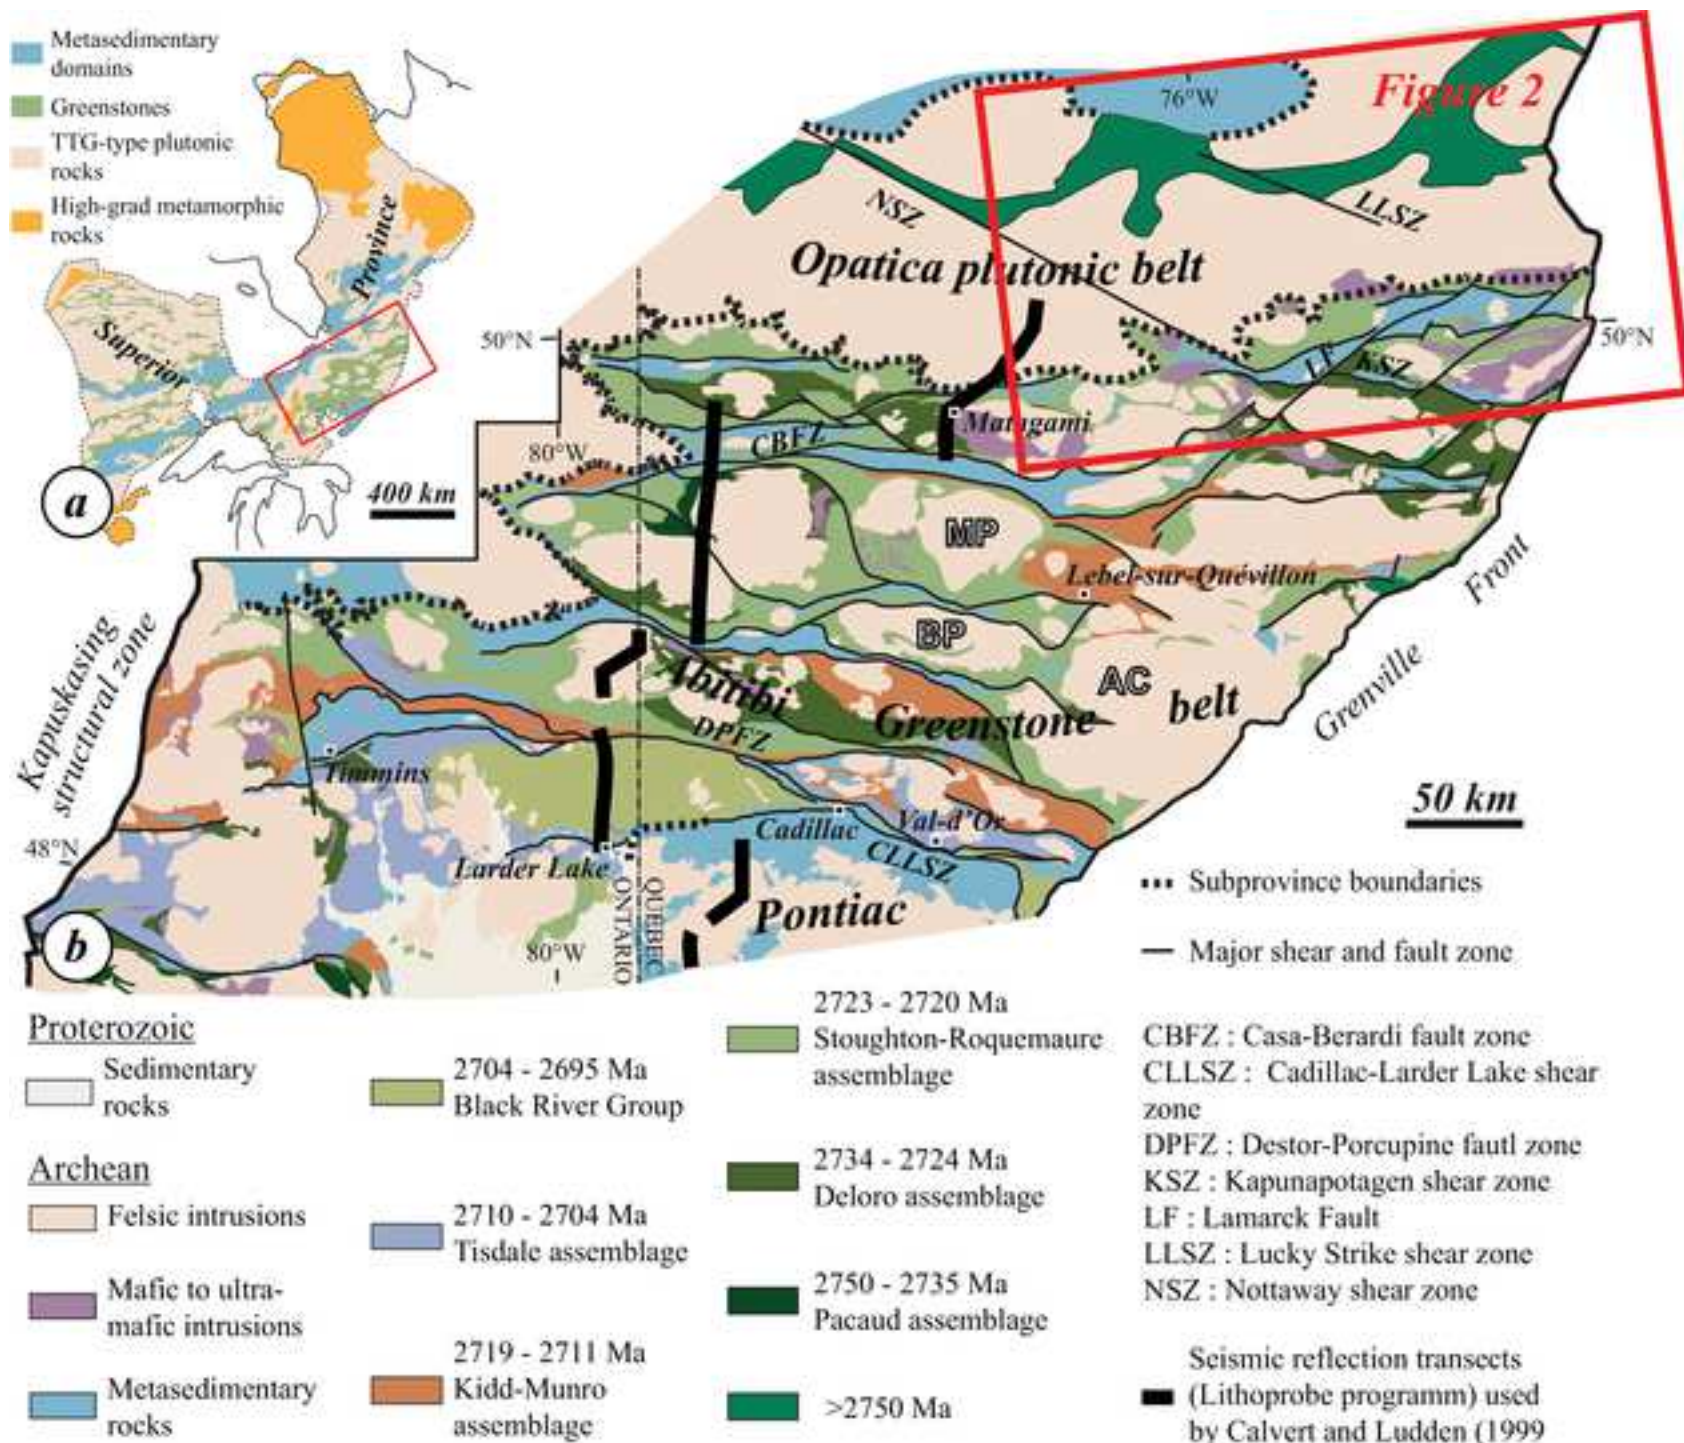 Metasedimentary
domains
Greenstones
TTG-type plutonic
rocks
High-grad metamorphic
rocks
Superior
Province
400 km
a
Figure 2
76°W
NSZ
LLSZ
Opatica plutonic belt
50°N
50°N
LF
KSZ
Matagami
CBFZ
80°W
MP
Lebel-sur-Quévillon
BP
AC
Abitibi
Greenstone
belt
DPFZ
Front
Grenville
Kapuskasing
structural zone
Timmins
50 km
48°N
Larder Lake
Cadillac
Val-d'Or
CLLSZ
ONTARIO
QUEBEC
Pontiac
80°W
b
Subprovince boundaries
Major shear and fault zone
Proterozoic
Sedimentary
rocks
Archean
Felsic intrusions
Mafic to ultra-
mafic intrusions
Metasedimentary
rocks
2704 - 2695 Ma
Black River Group
2710 - 2704 Ma
Tisdale assemblage
2719 - 2711 Ma
Kidd-Munro
assemblage
2723 - 2720 Ma
Stoughton-Roquemaure
assemblage
2734 - 2724 Ma
Deloro assemblage
2750 - 2735 Ma
Pacaud assemblage
>2750 Ma
CBFZ : Casa-Berardi fault zone
CLLSZ : Cadillac-Larder Lake shear
zone
DPFZ : Destor-Porcupine fautl zone
KSZ : Kapunapotagen shear zone
LF : Lamarck Fault
LLSZ : Lucky Strike shear zone
NSZ : Nottaway shear zone
Seismic reflection transects
(Lithoprobe programm) used
by Calvert and Ludden (1999